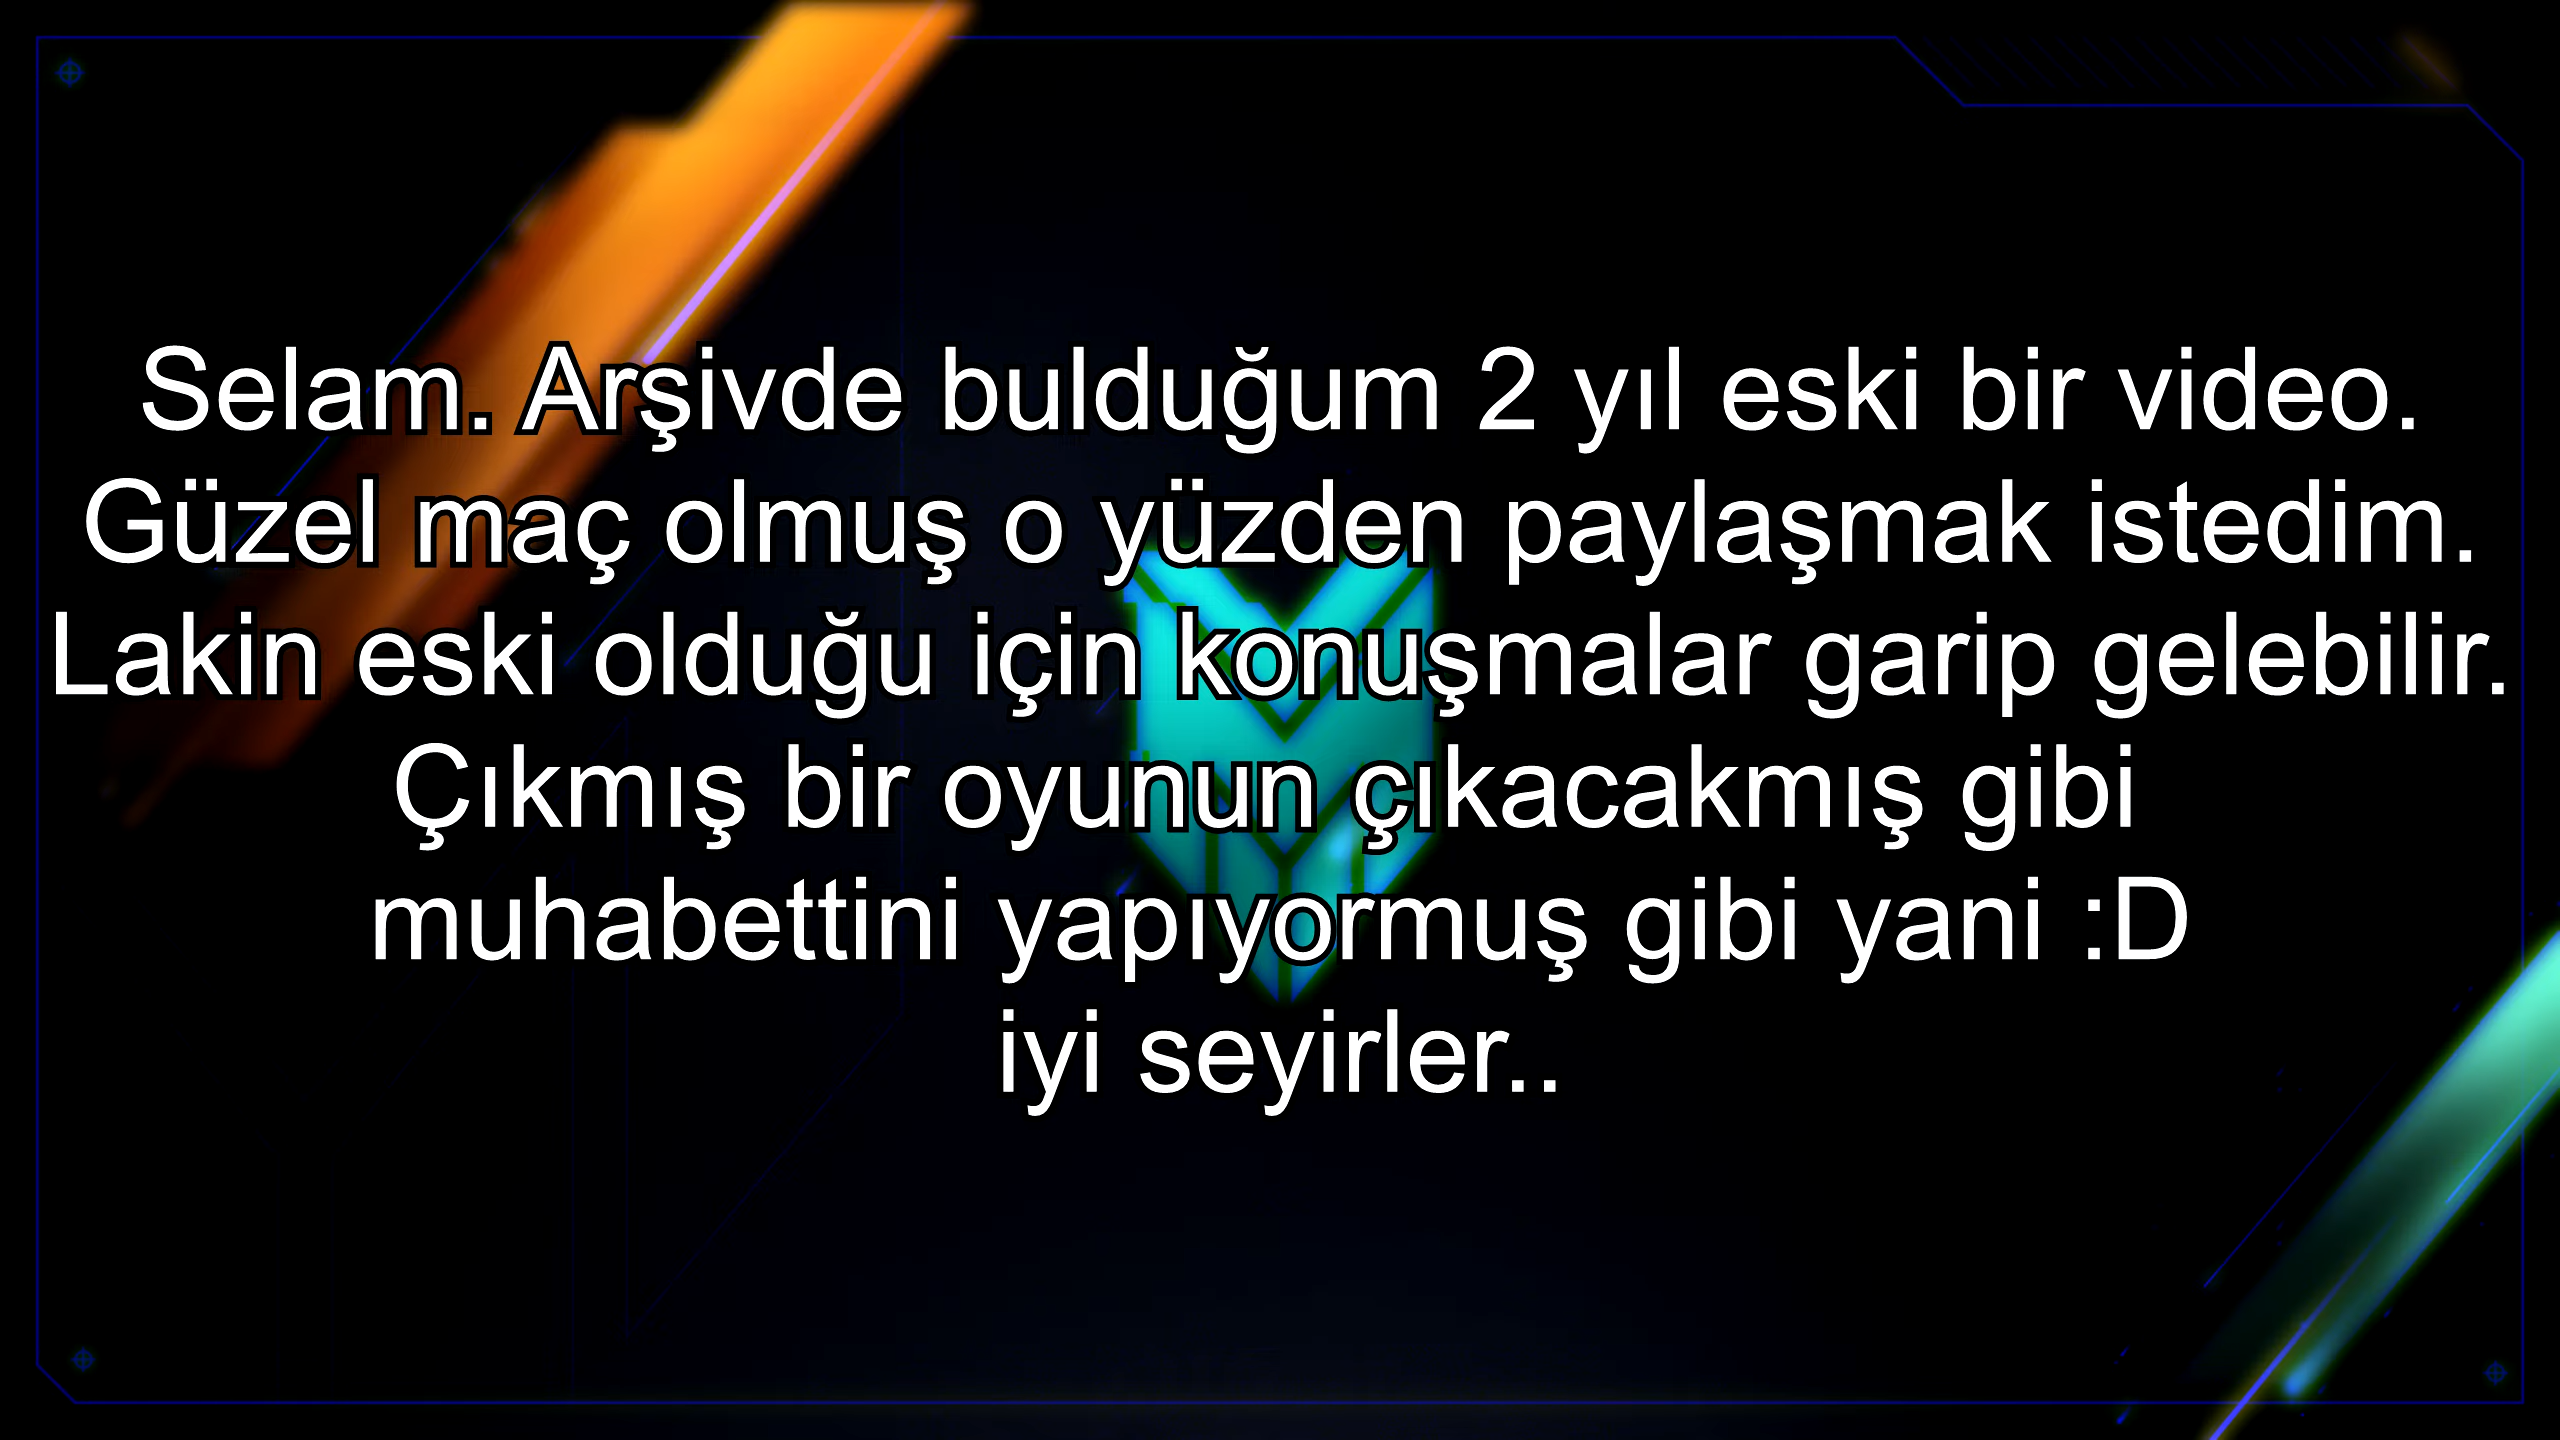 Selam. Arşivde bulduğum 2 yıl eski bir video.
Güzel maç olmuş o yüzden paylaşmak istedim.
Lakin eski olduğu için konuşmalar garip gelebilir.
Çıkmış bir oyunun çıkacakmış gibi
muhabettini yapıyormuş gibi yani :D
iyi seyirler..